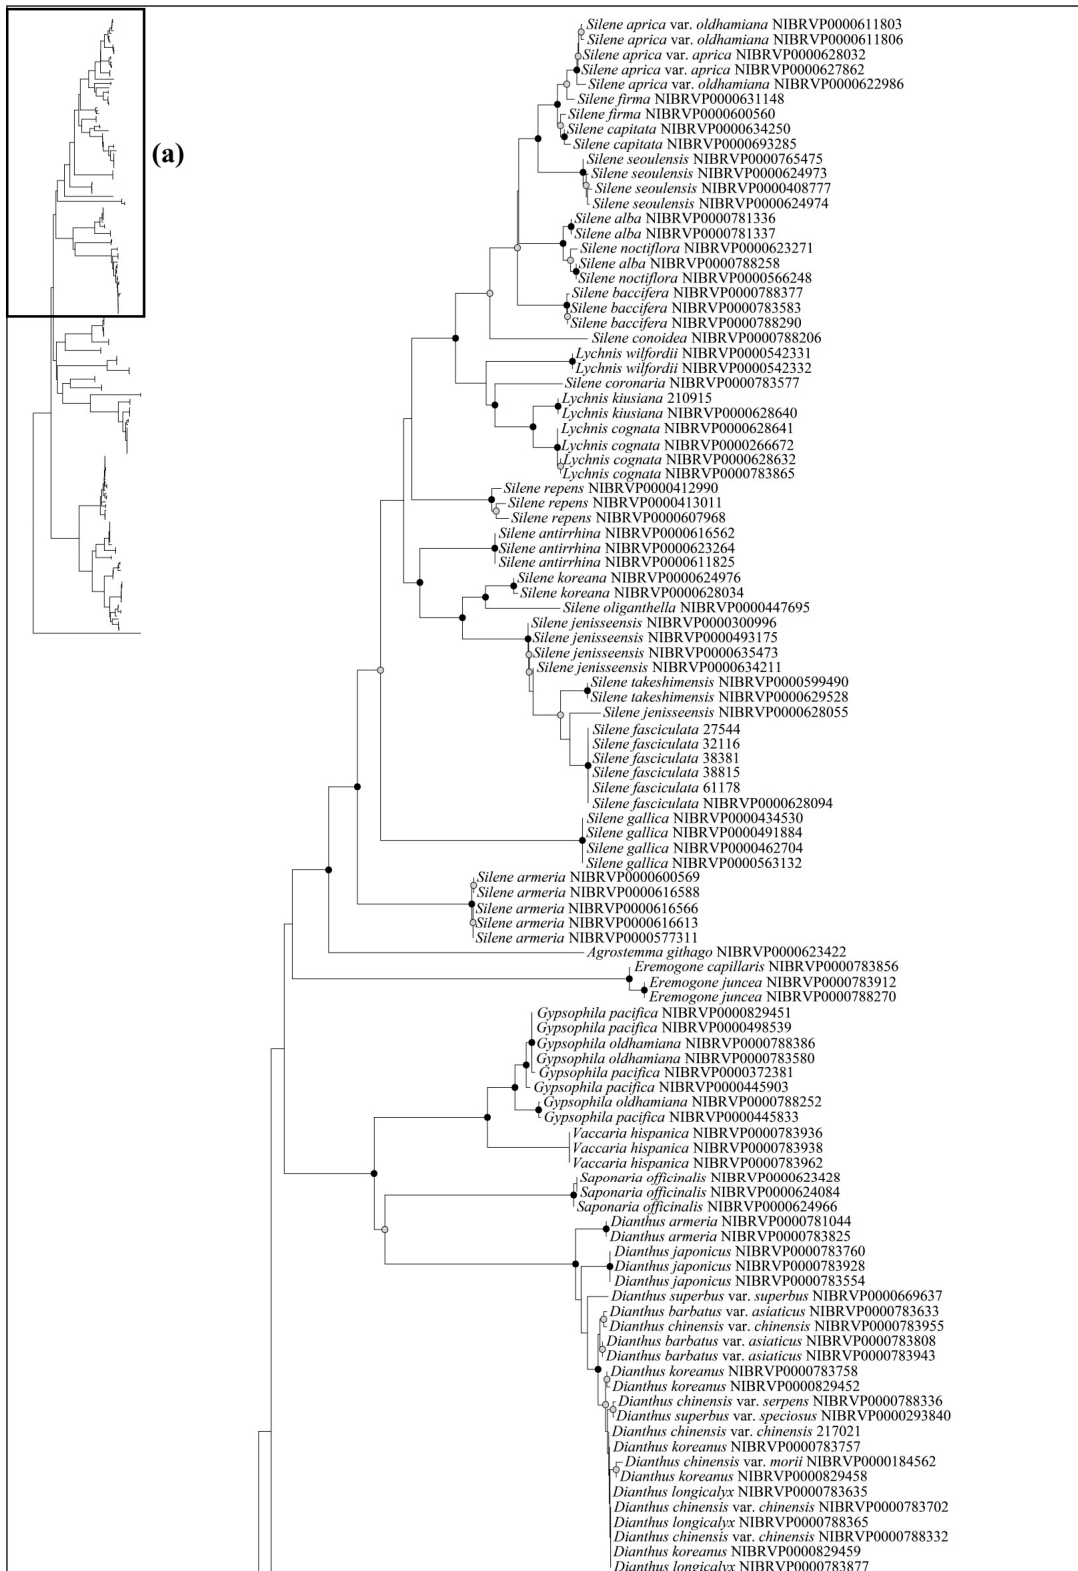 (a)
Silene aprica var. oldhamiana NIBRVP0000611803
Silene aprica var. oldhamiana NIBRVP0000611806
Silene aprica var. aprica NIBRVP0000628032
Silene aprica var. aprica NIBRVP0000627862
Silene aprica var. oldhamiana NIBRVP0000622986
Silene firma NIBRVP0000631148
Silene firma NIBRVP0000600560
Silene capitata NIBRVP0000634250
Silene capitata NIBRVP0000693285
Silene seoulensis NIBRVP0000765475
Silene seoulensis NIBRVP0000624973
Silene seoulensis NIBRVP0000408777
Silene seoulensis NIBRVP0000624974
Silene alba NIBRVP0000781336
Silene alba NIBRVP0000781337
Silene noctiflora NIBRVP0000623271
Silene alba NIBRVP0000788258
Silene noctiflora NIBRVP0000566248
Silene baccifera NIBRVP0000788377
Silene baccifera NIBRVP0000783583
Silene baccifera NIBRVP0000788290
Silene conoidea NIBRVP0000788206
Lychnis wilfordii NIBRVP0000542331
Lychnis wilfordii NIBRVP0000542332
Silene coronaria NIBRVP0000783577
Lychnis kiusiana 210915
Lychnis kiusiana NIBRVP0000628640
Lychnis cognata NIBRVP0000628641
Lychnis cognata NIBRVP0000266672
Lychnis cognata NIBRVP0000628632
Lychnis cognata NIBRVP0000783865
Silene repens NIBRVP0000412990
Silene repens NIBRVP0000413011
Silene repens NIBRVP0000607968
Silene antirrhina NIBRVP0000616562
Silene antirrhina NIBRVP0000623264
Silene antirrhina NIBRVP0000611825
Silene koreana NIBRVP0000624976
Silene koreana NIBRVP0000628034
Silene oliganthella NIBRVP0000447695
Silene jenisseensis NIBRVP0000300996
Silene jenisseensis NIBRVP0000493175
Silene jenisseensis NIBRVP0000635473
Silene jenisseensis NIBRVP0000634211
Silene takeshimensis NIBRVP0000599490
Silene takeshimensis NIBRVP0000629528
Silene jenisseensis NIBRVP0000628055
Silene fasciculata 27544
Silene fasciculata 32116
Silene fasciculata 38381
Silene fasciculata 38815
Silene fasciculata 61178
Silene fasciculata NIBRVP0000628094
Silene gallica NIBRVP0000434530
Silene gallica NIBRVP0000491884
Silene gallica NIBRVP0000462704
Silene gallica NIBRVP0000563132
Silene armeria NIBRVP0000600569
Silene armeria NIBRVP0000616588
Silene armeria NIBRVP0000616566
Silene armeria NIBRVP0000616613
Silene armeria NIBRVP0000577311
Agrostemma githago NIBRVP0000623422
Eremogone capillaris NIBRVP0000783856
Eremogone juncea NIBRVP0000783912
Eremogone juncea NIBRVP0000788270
Gypsophila pacifica NIBRVP0000829451
Gypsophila pacifica NIBRVP0000498539
Gypsophila oldhamiana NIBRVP0000788386
Gypsophila oldhamiana NIBRVP0000783580
Gypsophila pacifica NIBRVP0000372381
Gypsophila pacifica NIBRVP0000445903
Gypsophila oldhamiana NIBRVP0000788252
Gypsophila pacifica NIBRVP0000445833
Vaccaria hispanica NIBRVP0000783936
Vaccaria hispanica NIBRVP0000783938
Vaccaria hispanica NIBRVP0000783962
Saponaria officinalis NIBRVP0000623428
Saponaria officinalis NIBRVP0000624084
Saponaria officinalis NIBRVP0000624966
Dianthus armeria NIBRVP0000781044
Dianthus armeria NIBRVP0000783825
Dianthus japonicus NIBRVP0000783760
Dianthus japonicus NIBRVP0000783928
Dianthus japonicus NIBRVP0000783554
Dianthus superbus var. superbus NIBRVP0000669637
Dianthus barbatus var. asiaticus NIBRVP0000783633
Dianthus chinensis var. chinensis NIBRVP0000783955
Dianthus barbatus var. asiaticus NIBRVP0000783808
Dianthus barbatus var. asiaticus NIBRVP0000783943
Dianthus koreanus NIBRVP0000783758
Dianthus koreanus NIBRVP0000829452
Dianthus chinensis var. serpens NIBRVP0000788336
Dianthus superbus var. speciosus NIBRVP0000293840
Dianthus chinensis var. chinensis 217021
Dianthus koreanus NIBRVP0000783757
Dianthus chinensis var. morii NIBRVP0000184562
Dianthus koreanus NIBRVP0000829458
Dianthus longicalyx NIBRVP0000783635
Dianthus chinensis var. chinensis NIBRVP0000783702
Dianthus longicalyx NIBRVP0000788365
Dianthus chinensis var. chinensis NIBRVP0000788332
Dianthus koreanus NIBRVP0000829459
Dianthus longicalyx NIBRVP0000783877